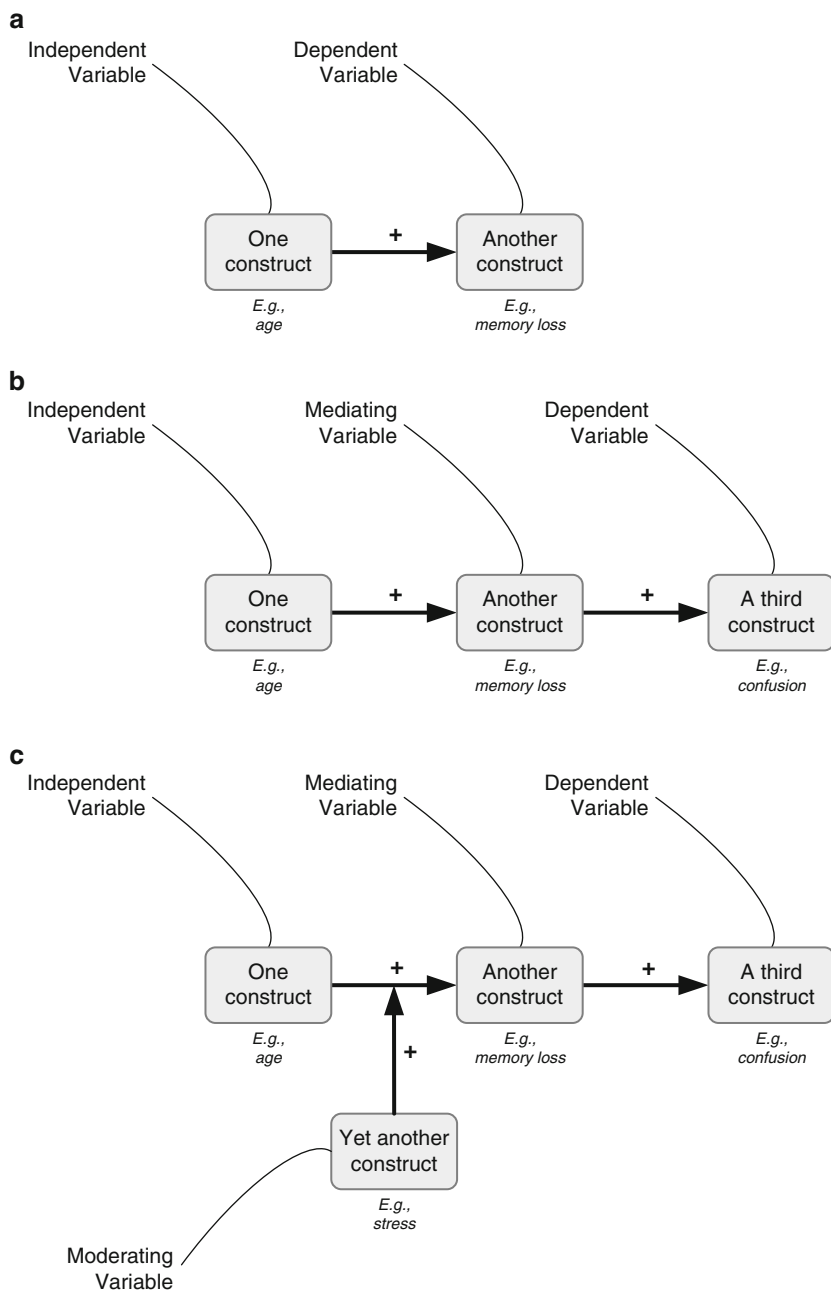 a
Independent
Variable
Dependent
Variable
One
construct
+
Another
construct
E.g.,
age
E.g.,
memory loss
b
Independent
Variable
Mediating
Variable
Dependent
Variable
One
construct
+
Another
construct
+
A third
construct
E.g.,
age
E.g.,
memory loss
E.g.,
confusion
c
Independent
Variable
Mediating
Variable
Dependent
Variable
One
construct
+
Another
construct
+
A third
construct
E.g.,
age
+
E.g.,
memory loss
E.g.,
confusion
Yet another
construct
E.g.,
stress
Moderating
Variable